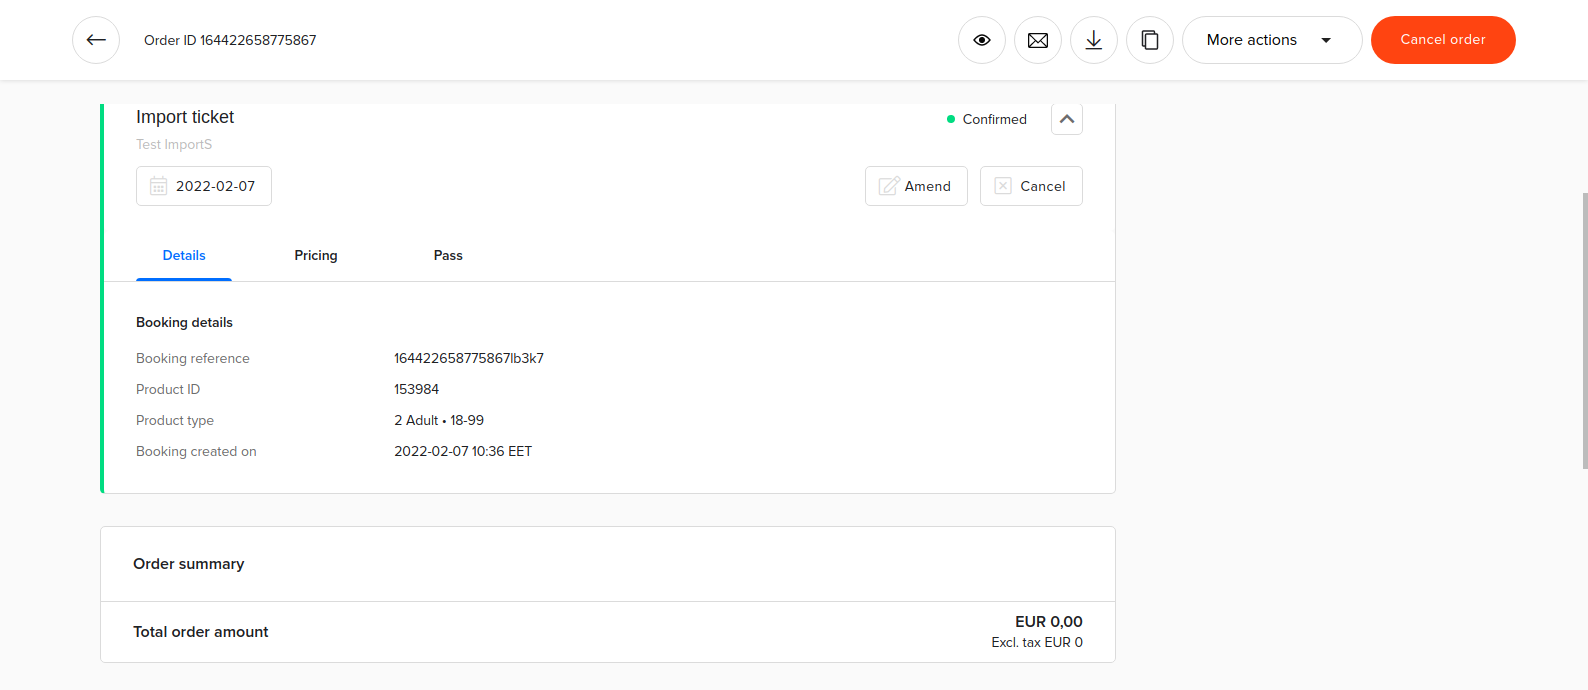 Order ID 164422658775867
More actions
Cancel order
Import ticket
Confirmed
Test ImportS
2022-02-07
Amend
Cancel
Details
Pricing
Pass
Booking details
Booking reference 164422658775867lb3k7
Product ID 153984
Product type 2 Adult • 18-99
Booking created on 2022-02-07 10:36 EET
Order summary
Total order amount
EUR 0,00
Excl. tax EUR 0